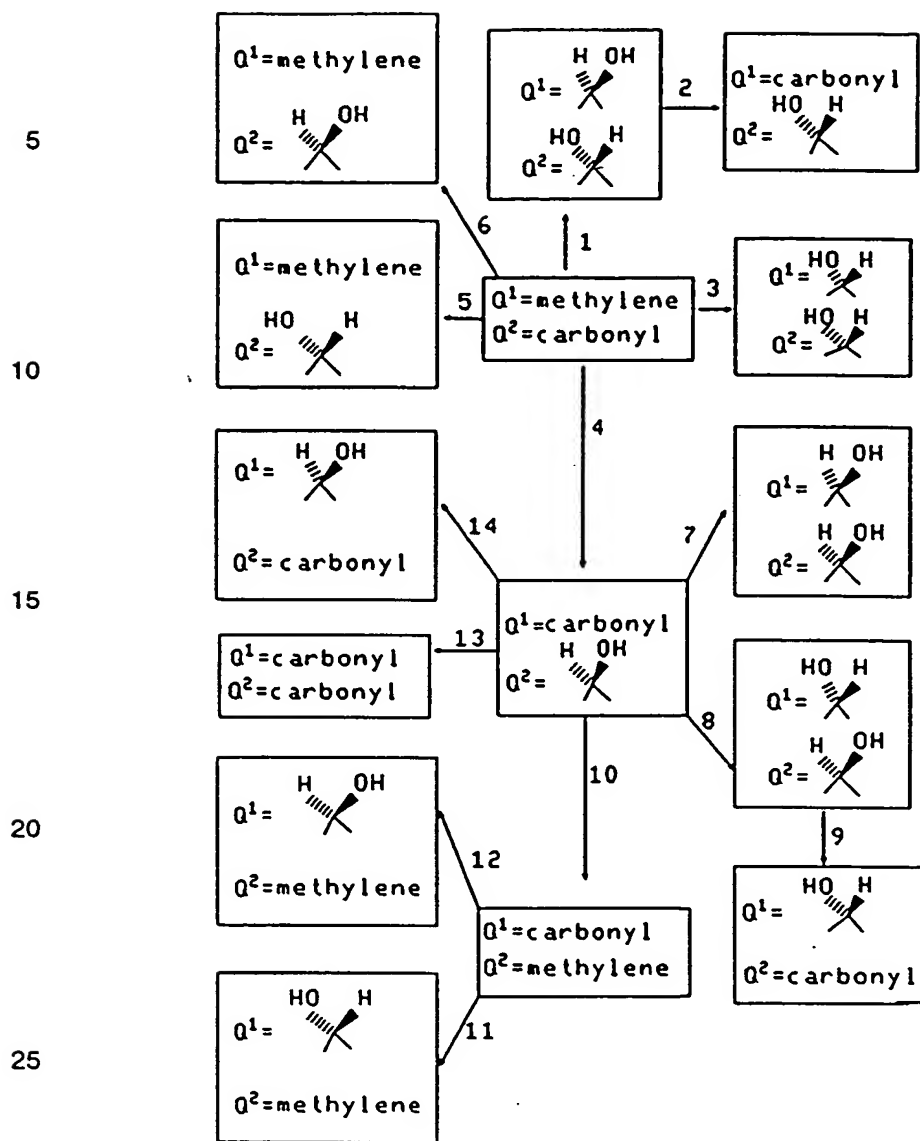 Q¹=methylene
H OH
Q²=
5
H OH
Q¹=
HO H
Q²=
2
Q¹=carbonyl
HO H
Q²=
6
1
Q¹=methylene
HO H
Q²=
10
5
Q¹=methylene
Q²=carbonyl
3
HO H
Q¹=
HO H
Q²=
4
H OH
Q¹=
Q²=carbonyl
15
14
7
H OH
Q¹=
H OH
Q²=
Q¹=carbonyl
Q²=carbonyl
13
Q¹=carbonyl
H OH
Q²=
8
HO H
Q¹=
H OH
Q²=
10
9
H OH
Q¹=
20
Q²=methylene
12
Q¹=carbonyl
Q²=methylene
HO H
Q¹=
Q²=carbonyl
HO H
Q¹=
25
Q²=methylene
11